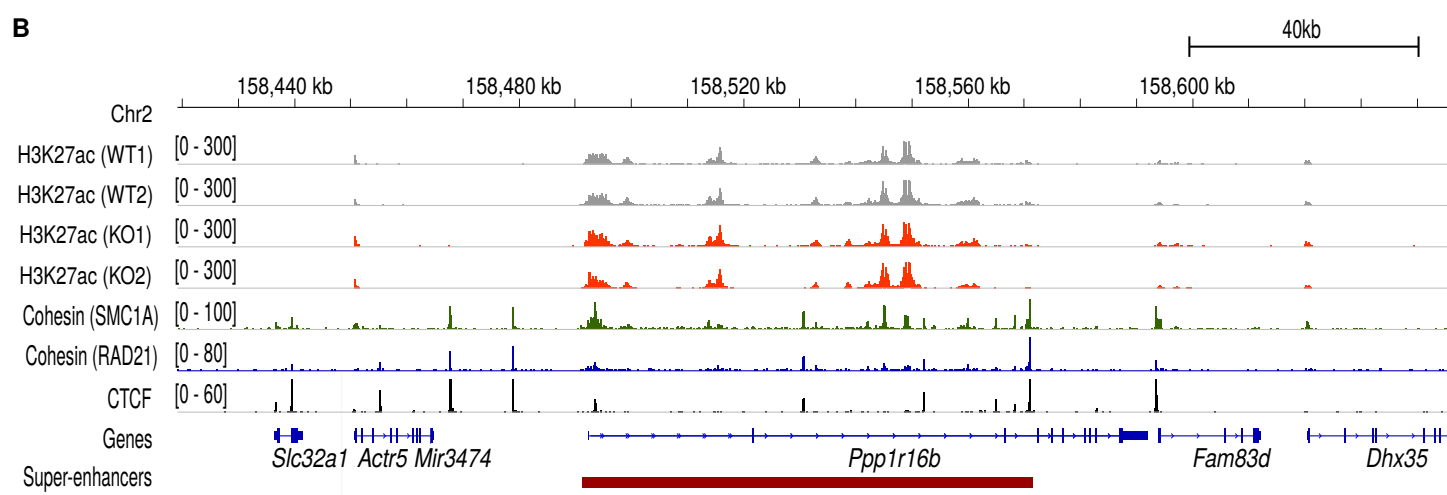 B
40kb
158,440 kb 158,480 kb 158,520 kb 158,560 kb 158,600 kb
Chr2
H3K27ac (WT1) [0 - 300]
H3K27ac (WT2) [0 - 300]
H3K27ac (KO1) [0 - 300]
H3K27ac (KO2) [0 - 300]
Cohesin (SMC1A) [0 - 100]
Cohesin (RAD21) [0 - 80]
CTCF [0 - 60]
Genes
Slc32a1 Actr5 Mir3474 Ppp1r16b Fam83d Dhx35
Super-enhancers